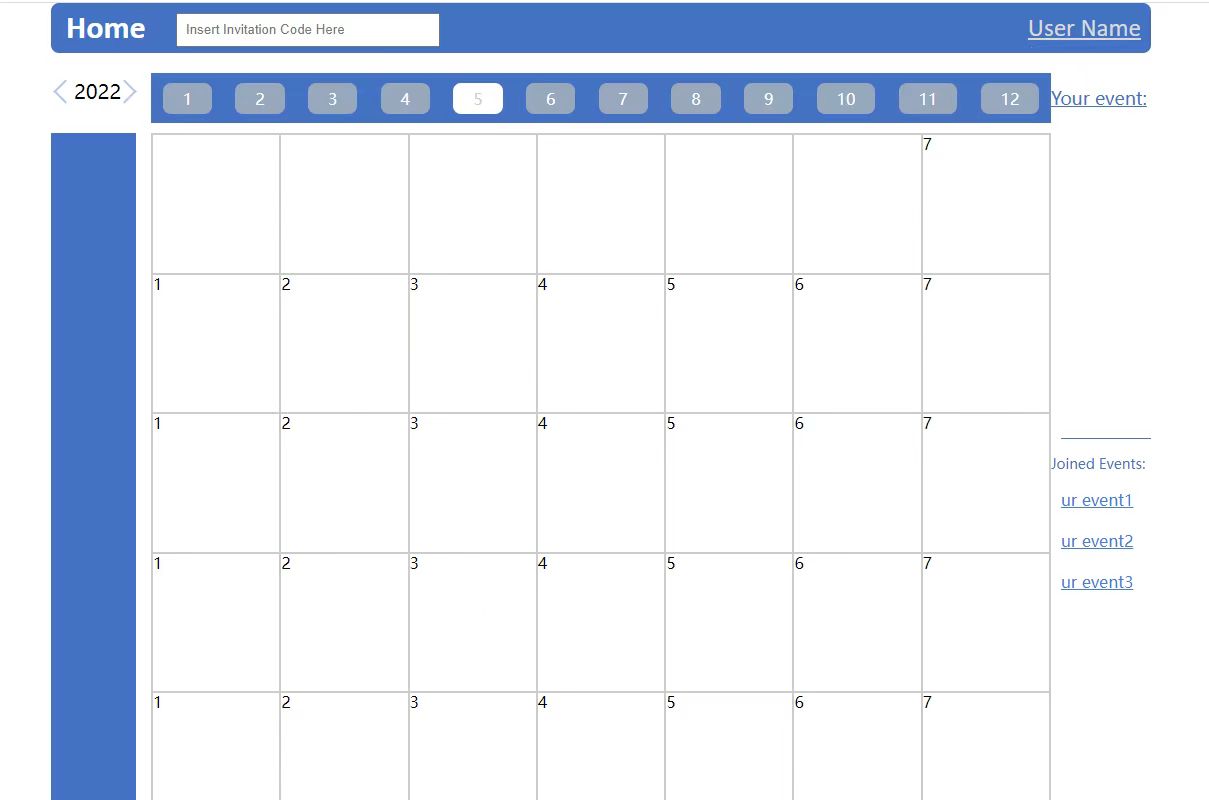 Home Insert Invitation Code Here User Name
2022 1 2 3 4 5 6 7 8 9 10 11 12 Your event:
7
1 2 3 4 5 6 7
1 2 3 4 5 6 7
Joined Events:
ur event1
ur event2
1 2 3 4 5 6 7
ur event3
1 2 3 4 5 6 7